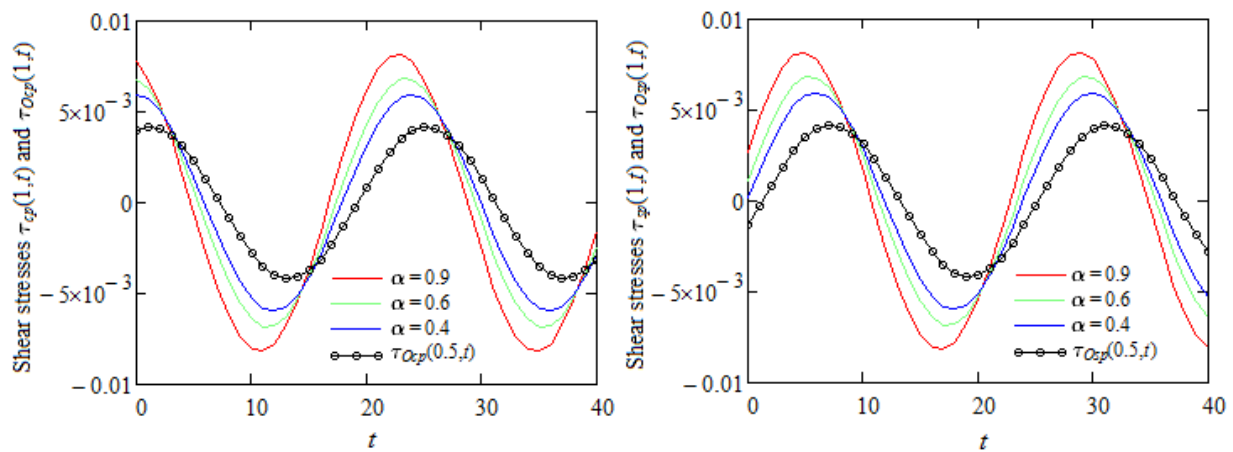 Shear stresses τcp(1,t) and τOcp(1,t)
0.01
5×10⁻³
0
−5×10⁻³
−0.01
α = 0.9
α = 0.6
α = 0.4
τOcp(0.5,t)
0 10 20 30 40
t
Shear stresses τsp(1,t) and τOsp(1,t)
0.01
5×10⁻³
0
−5×10⁻³
−0.01
α = 0.9
α = 0.6
α = 0.4
τOsp(0.5,t)
0 10 20 30 40
t